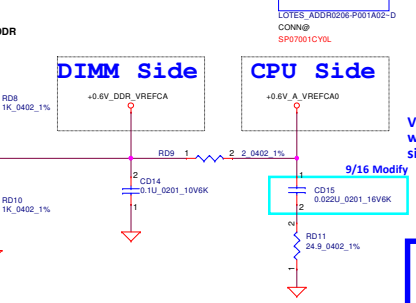 LOTES_ADDR0206-P001A02~D
CONN@
SP07001CY0L
DIMM Side
CPU Side
+0.6V_DDR_VREFCA
+0.6V_A_VREFCA0
RD8
1K_0402_1%
RD9 1 2 2_0402_1%
9/16 Modify
2
CD14
0.1U_0201_10V6K
1
1
CD15
0.022U_0201_16V6K
2
RD10
1K_0402_1%
2
RD11
24.9_0402_1%
1